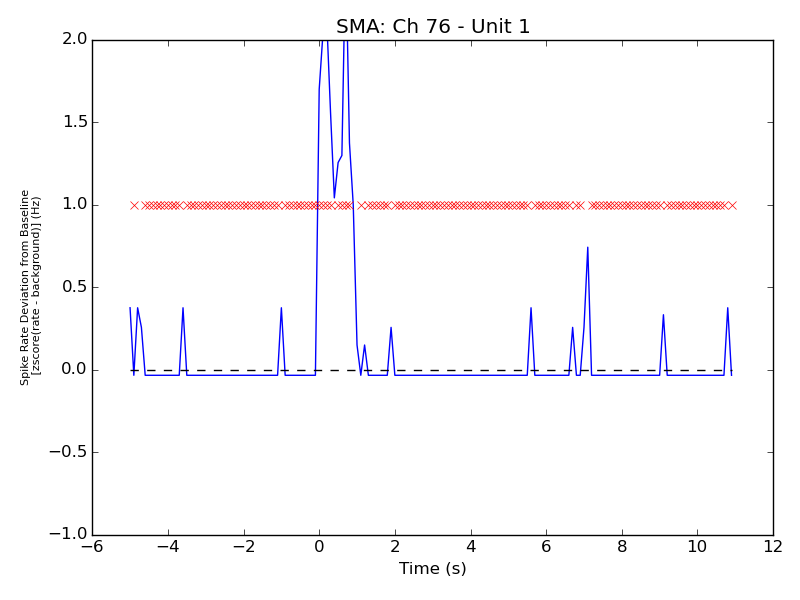 SMA: Ch 76 - Unit 1
2.0
1.5
1.0
0.5
0.0
−0.5
−1.0
Spike Rate Deviation from Baseline
[zscore(rate - background)] (Hz)
−6 −4 −2 0 2 4 6 8 10 12
Time (s)